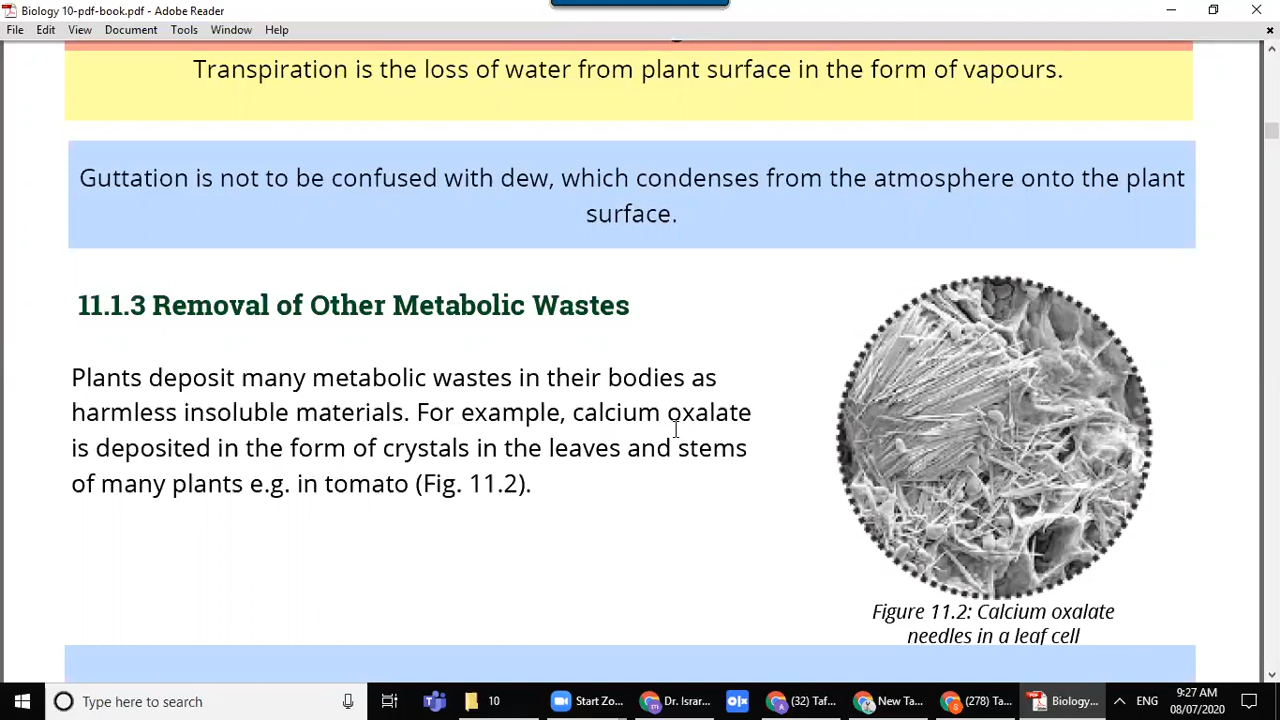 Biology 10-pdf-book.pdf - Adobe Reader
File Edit View Document Tools Window Help
Transpiration is the loss of water from plant surface in the form of vapours.
Guttation is not to be confused with dew, which condenses from the atmosphere onto the plant
surface.
11.1.3 Removal of Other Metabolic Wastes
Plants deposit many metabolic wastes in their bodies as
harmless insoluble materials. For example, calcium oxalate
is deposited in the form of crystals in the leaves and stems
of many plants e.g. in tomato (Fig. 11.2).
Figure 11.2: Calcium oxalate
needles in a leaf cell
Type here to search
10
Start Zo...
Dr. Israr...
(32) Taf...
New Ta...
(278) Ta...
Biology...
ENG
9:27 AM
08/07/2020